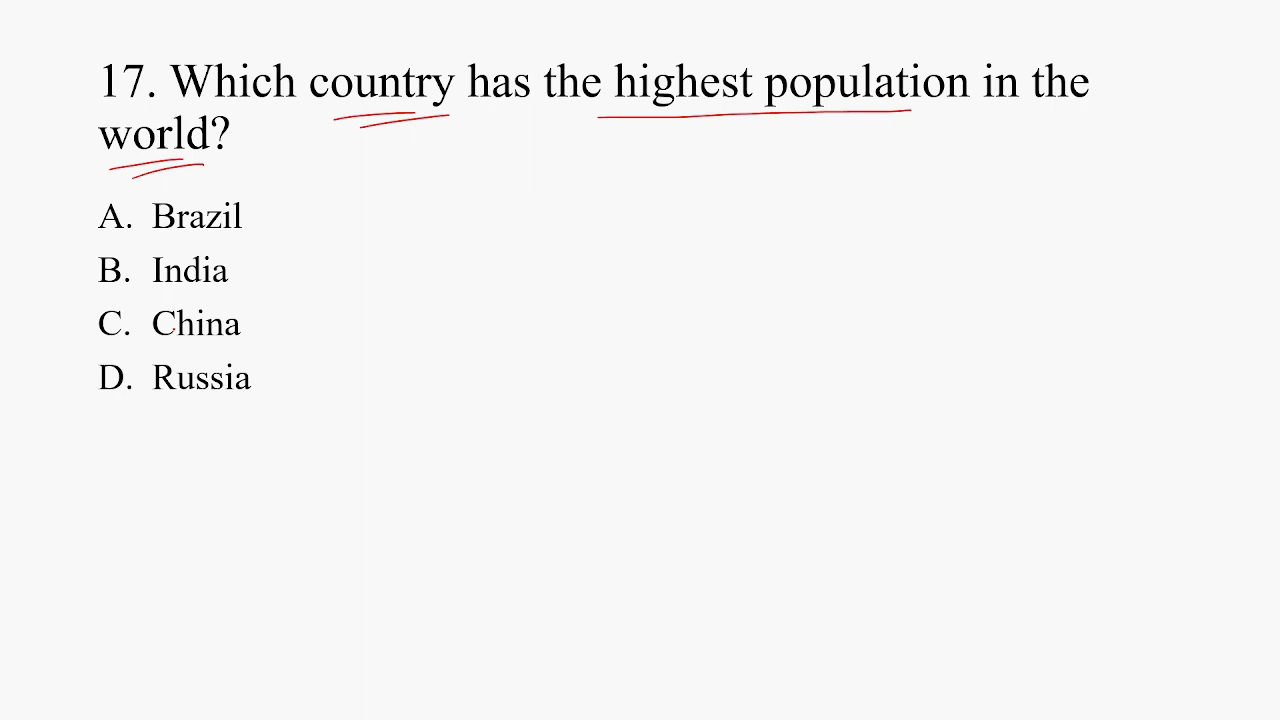 17. Which country has the highest population in the
world?
A. Brazil
B. India
C. China
D. Russia